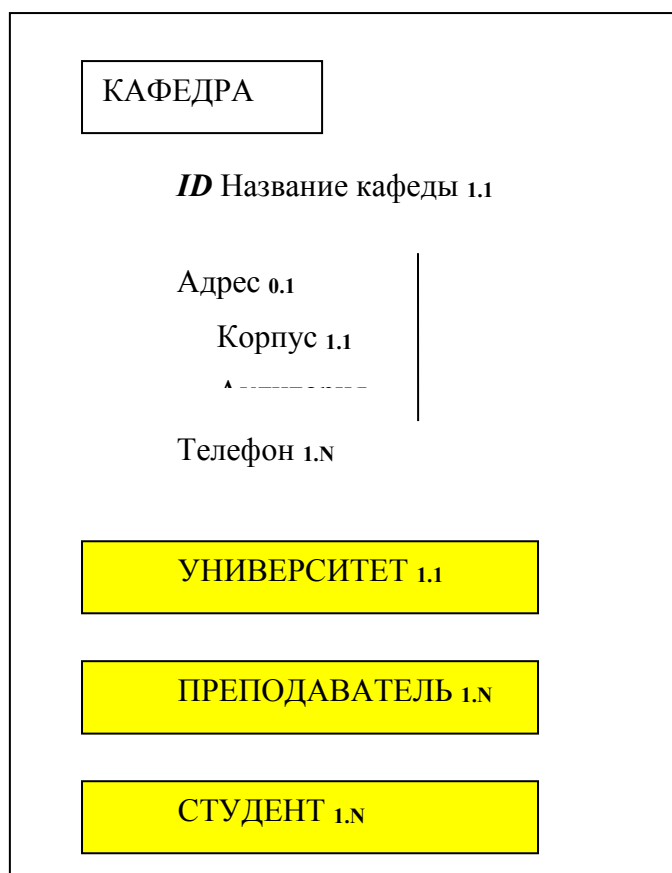 КАФЕДРА
ID Название кафеды 1.1
Адрес 0.1
Корпус 1.1
Телефон 1.N
УНИВЕРСИТЕТ 1.1
ПРЕПОДАВАТЕЛЬ 1.N
СТУДЕНТ 1.N